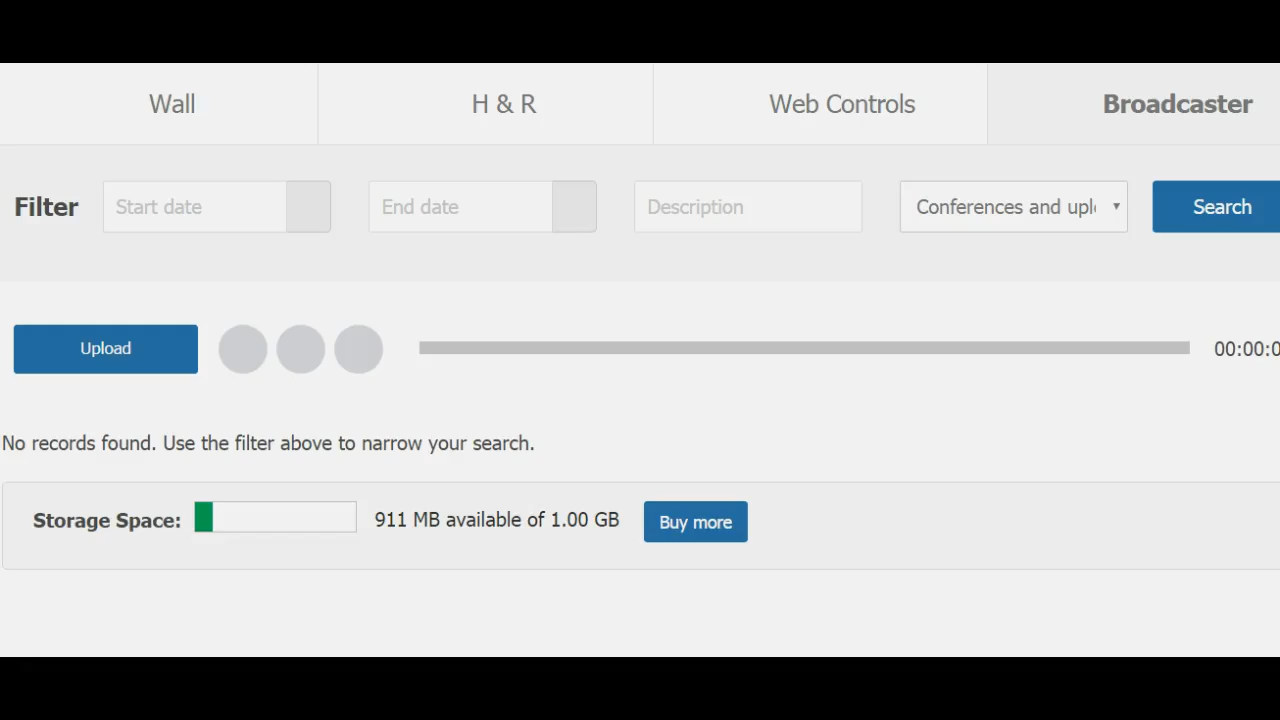 Wall H & R Web Controls Broadcaster
Filter Start date End date Description Conferences and upl Search
Upload 00:00:0
No records found. Use the filter above to narrow your search.
Storage Space: 911 MB available of 1.00 GB Buy more